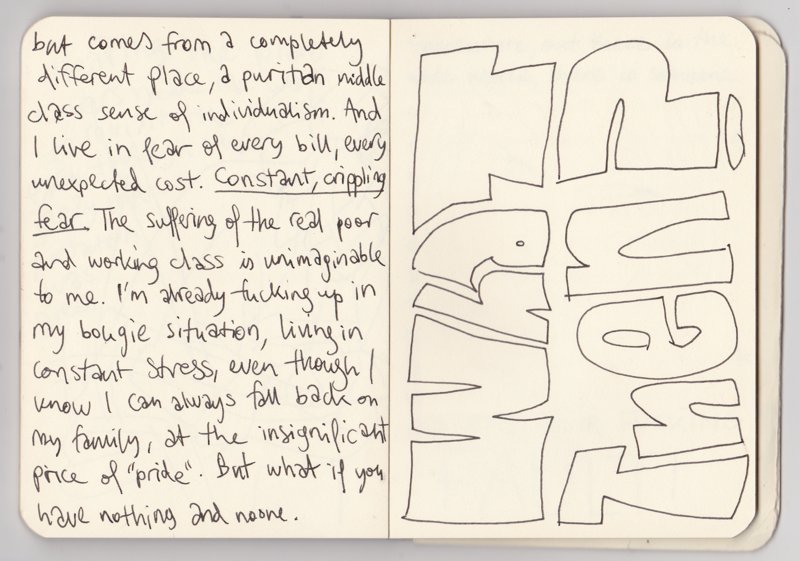 but comes from a completely
different place, a puritan middle
class sense of individualism. And
I live in fear of every bill, every
unexpected cost. Constant, crippling
fear. The suffering of the real poor
and working class is unimaginable
to me. I'm already fucking up in
my bougie situation, living in
constant stress, even though I
know I can always fall back on
my family, at the insignificant
price of "pride". But what if you
have nothing and noone.
What
Then?